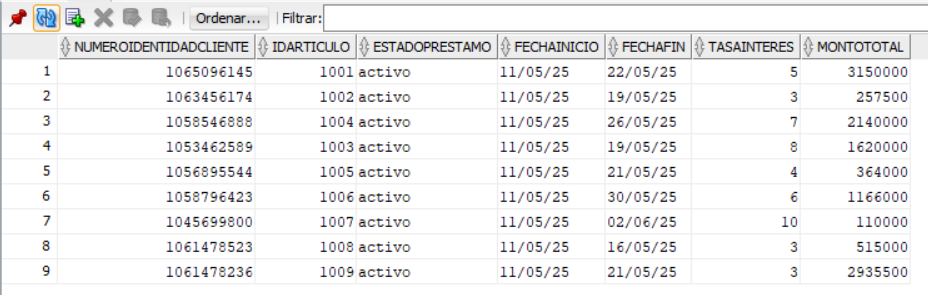 Ordenar... Filtrar:
NUMEROIDENTIDADCLIENTE IDARTICULO ESTADOPRESTAMO FECHAINICIO FECHAFIN TASAINTERES MONTOTOTAL
1 1065096145 1001 activo 11/05/25 22/05/25 5 3150000
2 1063456174 1002 activo 11/05/25 19/05/25 3 257500
3 1058546888 1004 activo 11/05/25 26/05/25 7 2140000
4 1053462589 1003 activo 11/05/25 19/05/25 8 1620000
5 1056895544 1005 activo 11/05/25 21/05/25 4 364000
6 1058796423 1006 activo 11/05/25 30/05/25 6 1166000
7 1045699800 1007 activo 11/05/25 02/06/25 10 110000
8 1061478523 1008 activo 11/05/25 16/05/25 3 515000
9 1061478236 1009 activo 11/05/25 21/05/25 3 2935500